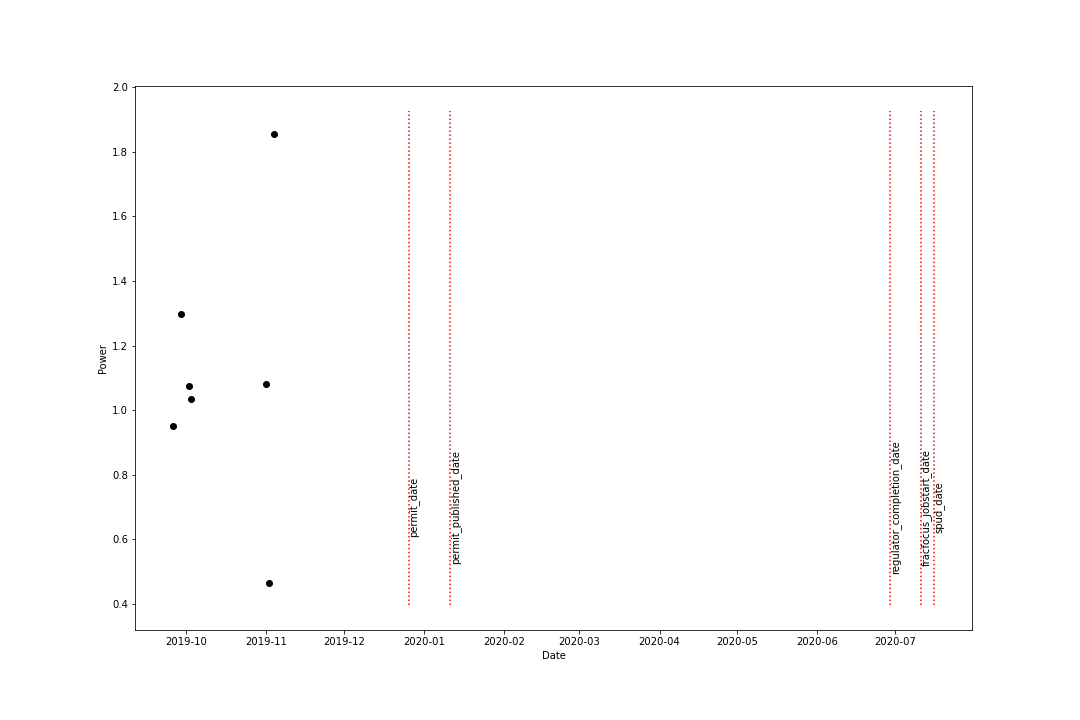 2.0
1.8
1.6
1.4
1.2
1.0
0.8
0.6
0.4
Power
permit_date
permit_published_date
regulator_completion_date
fracfocus_jobstart_date
spud_date
2019-10 2019-11 2019-12 2020-01 2020-02 2020-03 2020-04 2020-05 2020-06 2020-07
Date